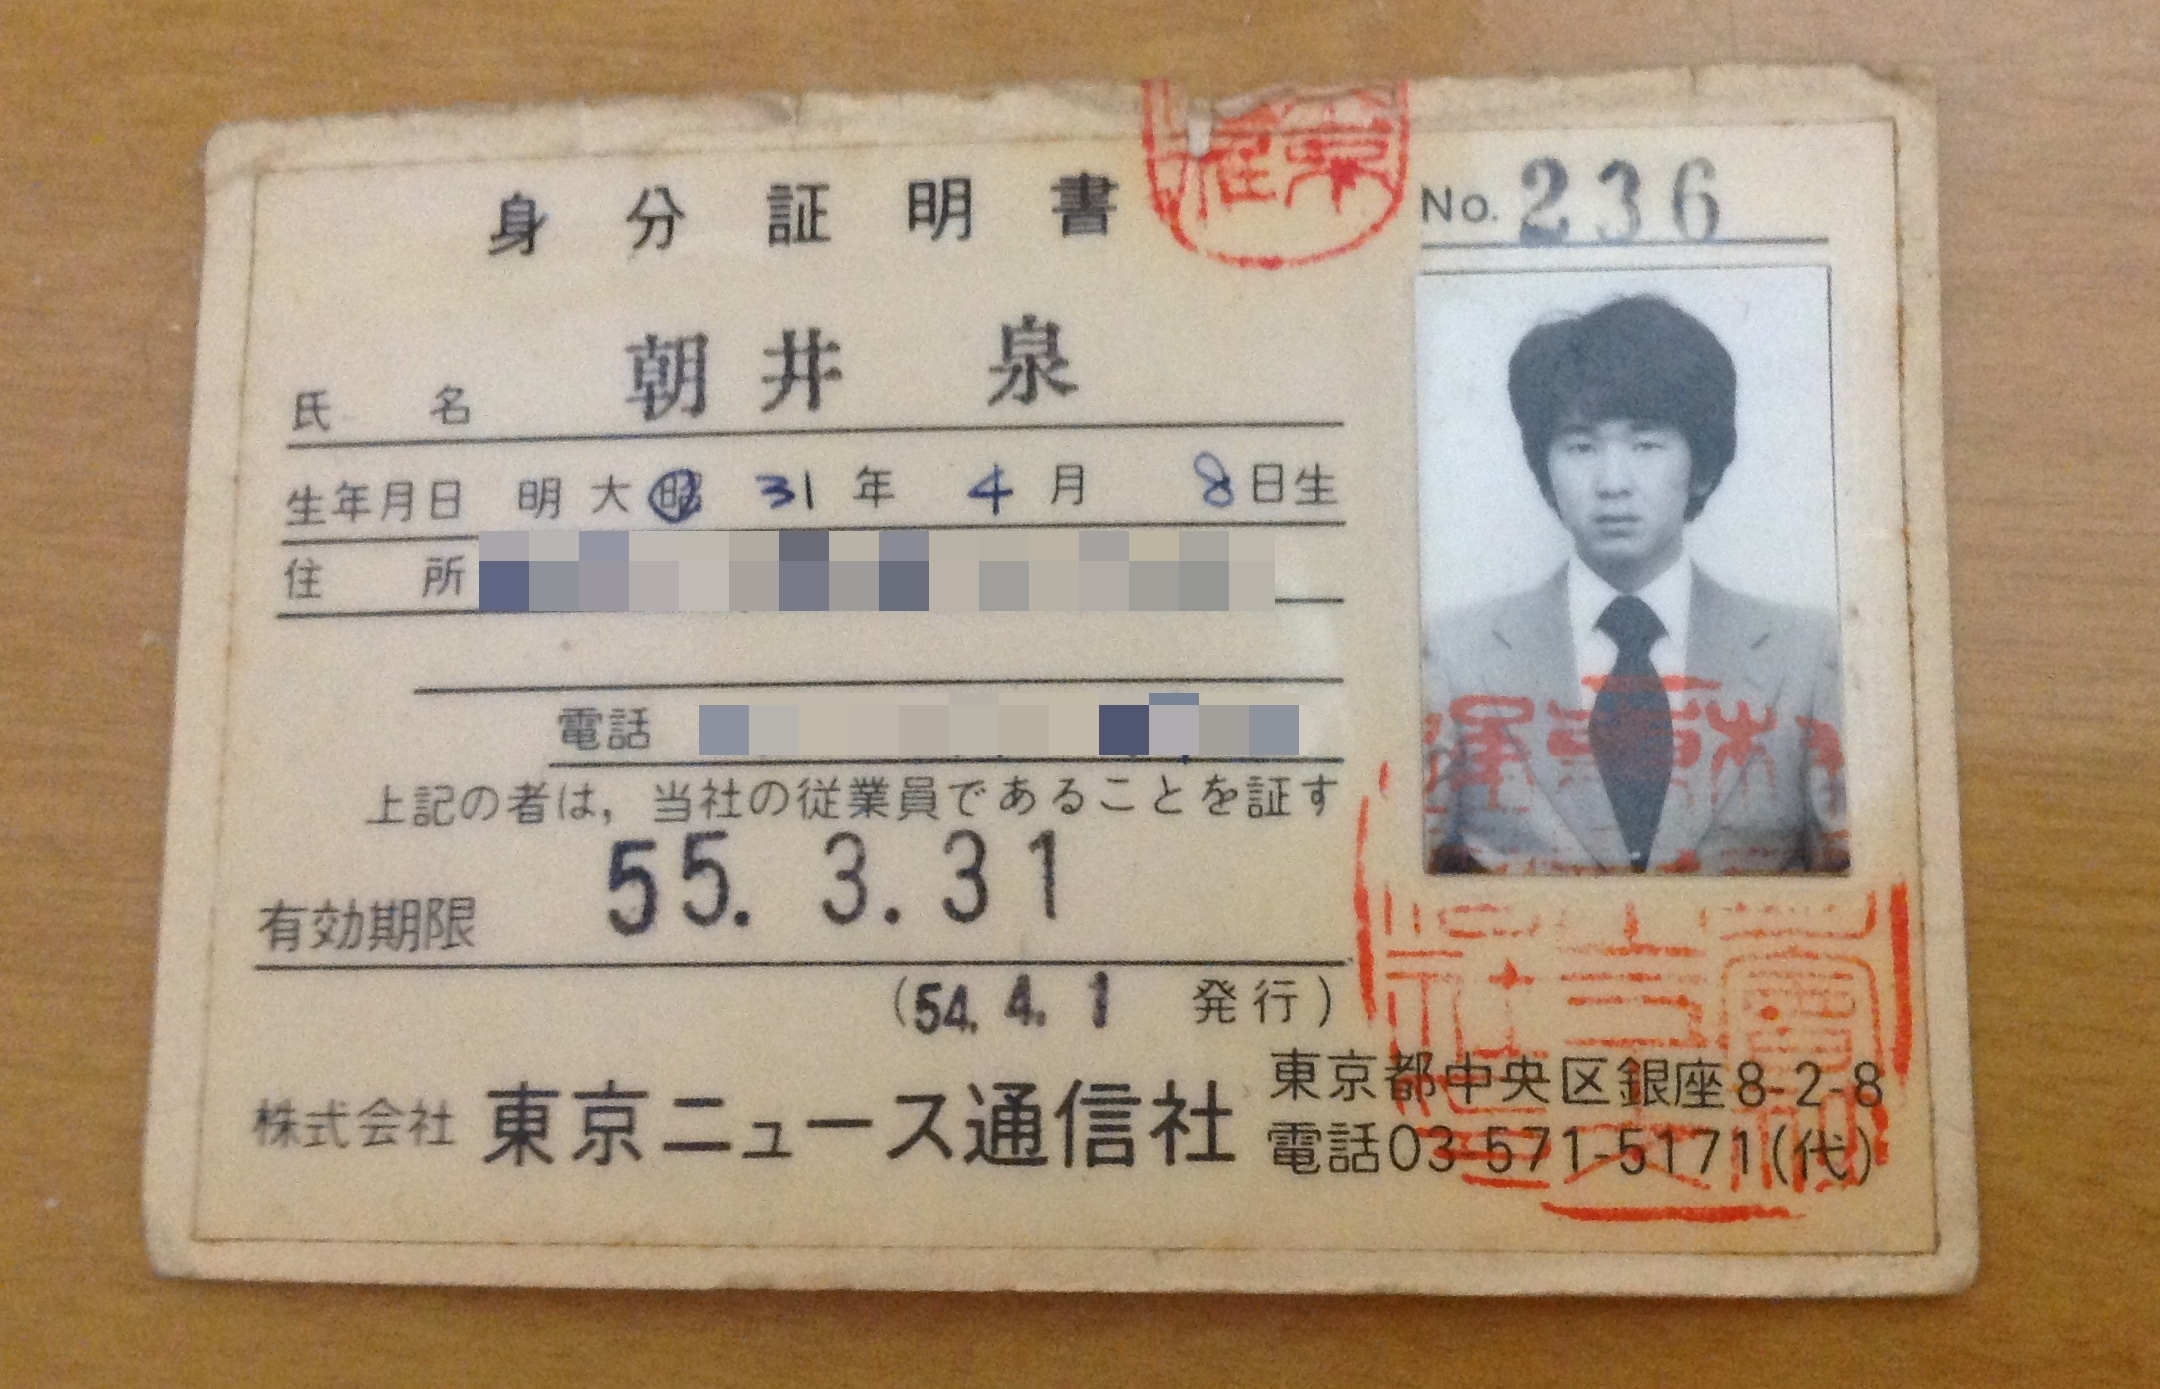 身分証明書
No. 236
氏名 朝井 泉
生年月日 明 大 昭 31年 4月 8日生
住所
電話
上記の者は，当社の従業員であることを証す
有効期限 55. 3. 31
(54. 4. 1 発行)
株式会社 東京ニュース通信社
東京都中央区銀座8-2-8
電話03-571-5171(代)